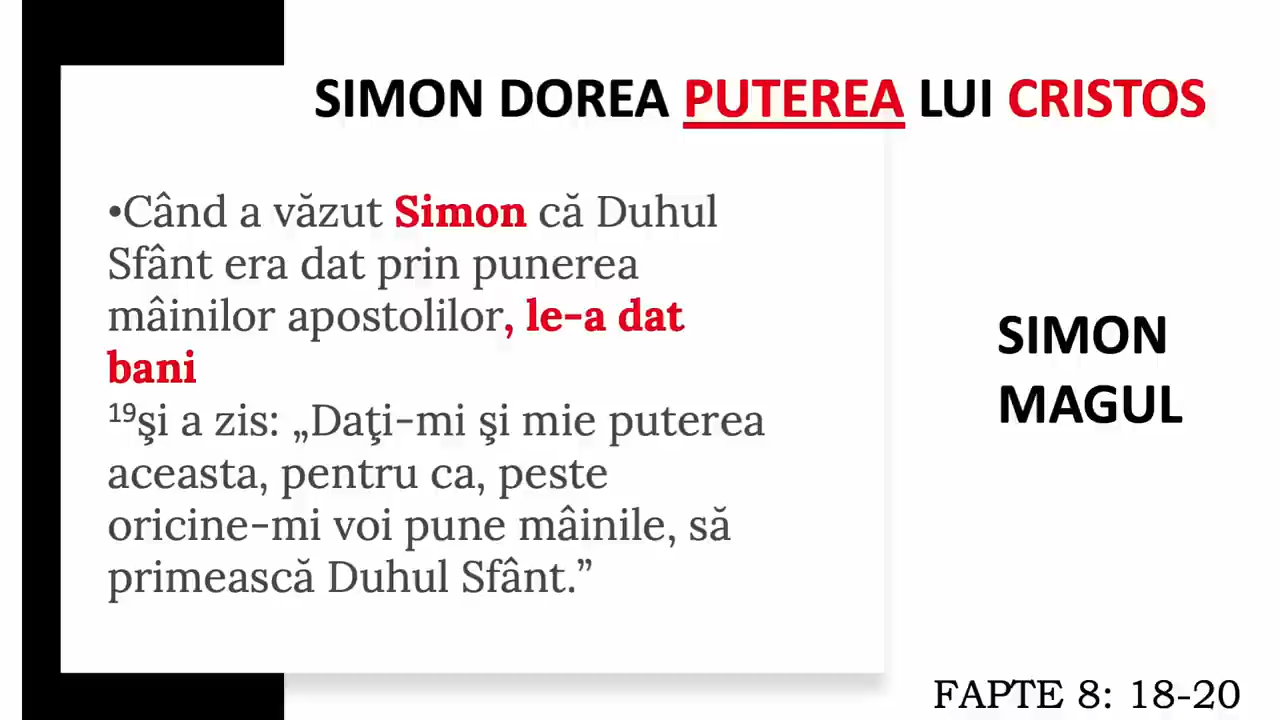 SIMON DOREA PUTEREA LUI CRISTOS
•Când a văzut Simon că Duhul
Sfânt era dat prin punerea
mâinilor apostolilor, le-a dat
bani
¹⁹şi a zis: „Daţi-mi şi mie puterea
aceasta, pentru ca, peste
oricine-mi voi pune mâinile, să
primească Duhul Sfânt.”
SIMON
MAGUL
FAPTE 8: 18-20